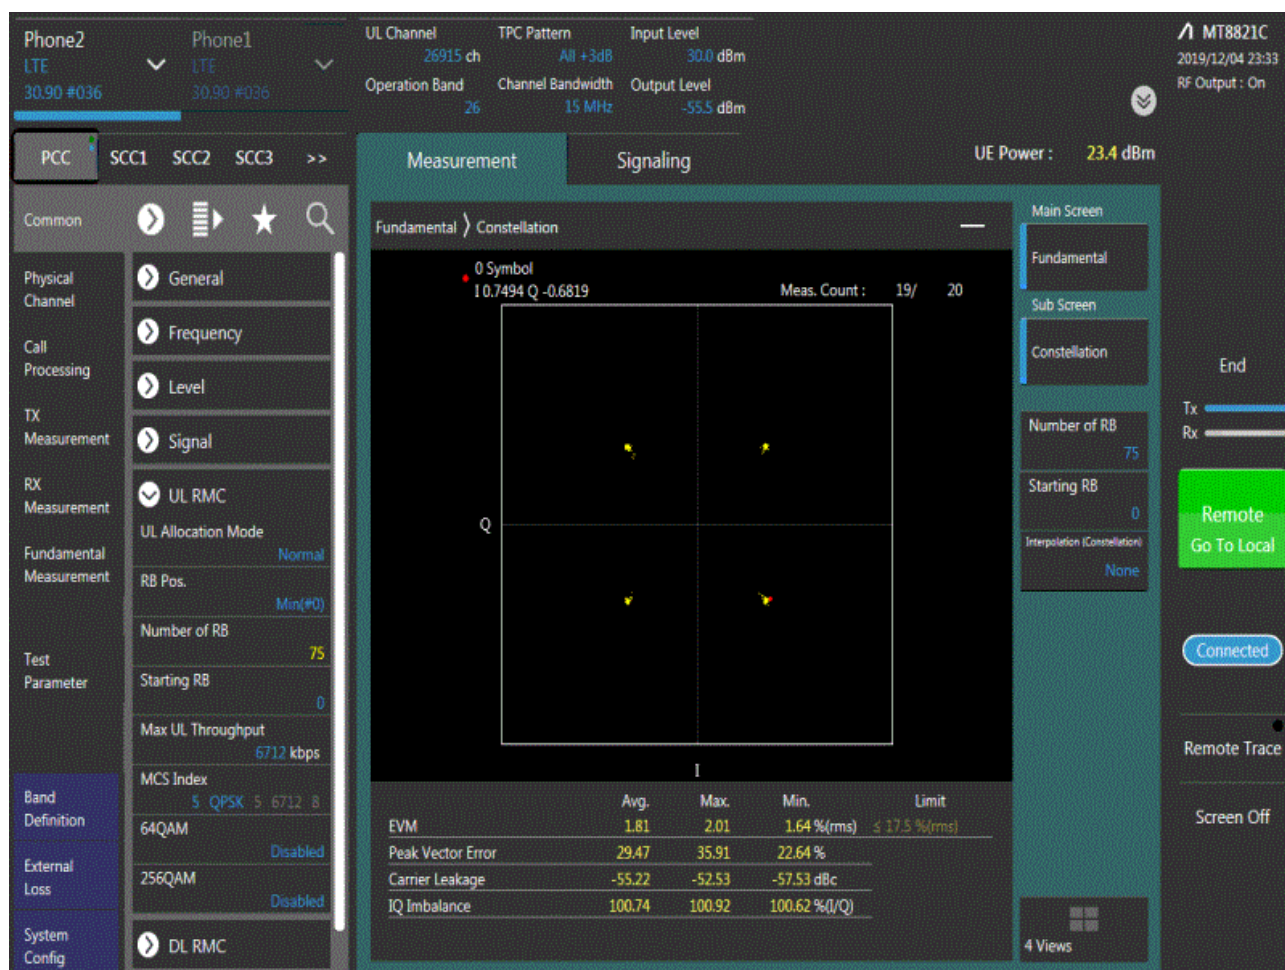 Phone2
LTE
30.90 #036
Phone1
LTE
30.90 #036
UL Channel
26915 ch
TPC Pattern
All +3dB
Input Level
30.0 dBm
Operation Band
26
Channel Bandwidth
15 MHz
Output Level
-55.5 dBm
MT8821C
2019/12/04 23:33
RF Output : On
PCC SCC1 SCC2 SCC3 >>
Measurement
Signaling
UE Power : 23.4 dBm
Common
Physical
Channel
Call
Processing
TX
Measurement
RX
Measurement
Fundamental
Measurement
Test
Parameter
Band
Definition
External
Loss
System
Config
General
Frequency
Level
Signal
UL RMC
UL Allocation Mode
Normal
RB Pos.
Min(#0)
Number of RB
75
Starting RB
0
Max UL Throughput
6712 kbps
MCS Index
5 QPSK 5 6712 8
64QAM
Disabled
256QAM
Disabled
DL RMC
Fundamental 〉 Constellation
0 Symbol
I 0.7494 Q -0.6819
Meas. Count : 19/ 20
Q
I
Avg. Max. Min. Limit
EVM 1.81 2.01 1.64 %(rms) ≤ 17.5 %(rms)
Peak Vector Error 29.47 35.91 22.64 %
Carrier Leakage -55.22 -52.53 -57.53 dBc
IQ Imbalance 100.74 100.92 100.62 %(I/Q)
Main Screen
Fundamental
Sub Screen
Constellation
Number of RB
75
Starting RB
0
Interpolation (Constellation)
None
4 Views
End
Tx
Rx
Remote
Go To Local
Connected
Remote Trace
Screen Off